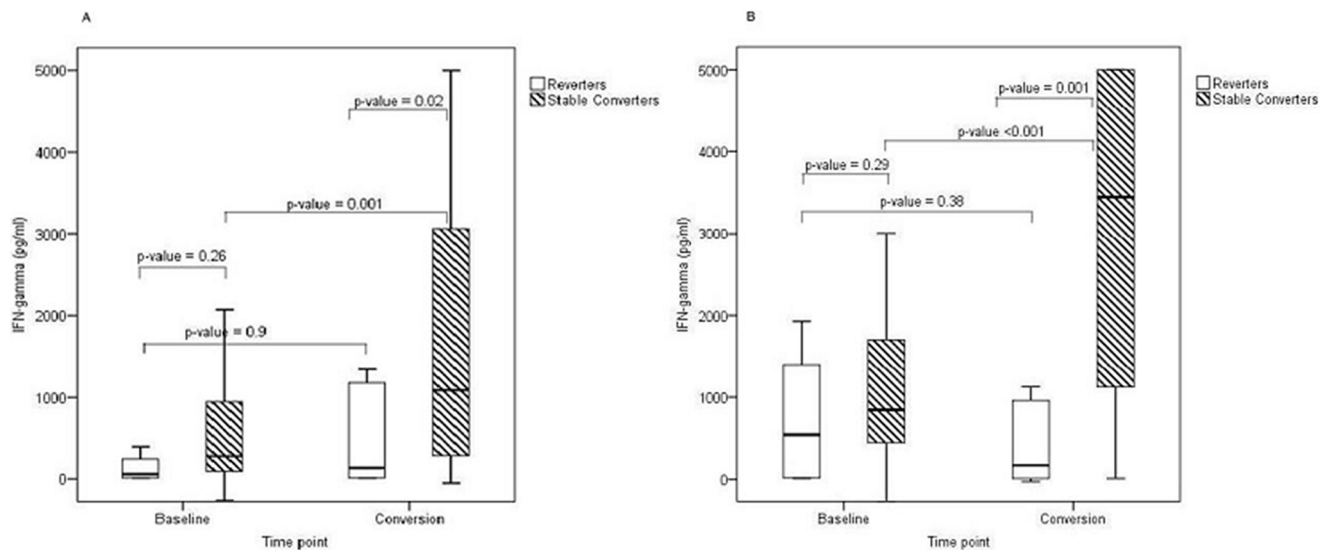 A
5000
4000
3000
2000
1000
0
IFN-gamma (pg/ml)
p-value = 0.02
p-value = 0.001
p-value = 0.26
p-value = 0.9
Baseline
Conversion
Time point
Reverters
Stable Converters
B
5000
4000
3000
2000
1000
0
IFN-gamma (pg/ml)
p-value = 0.001
p-value <0.001
p-value = 0.29
p-value = 0.38
Baseline
Conversion
Time point
Reverters
Stable Converters